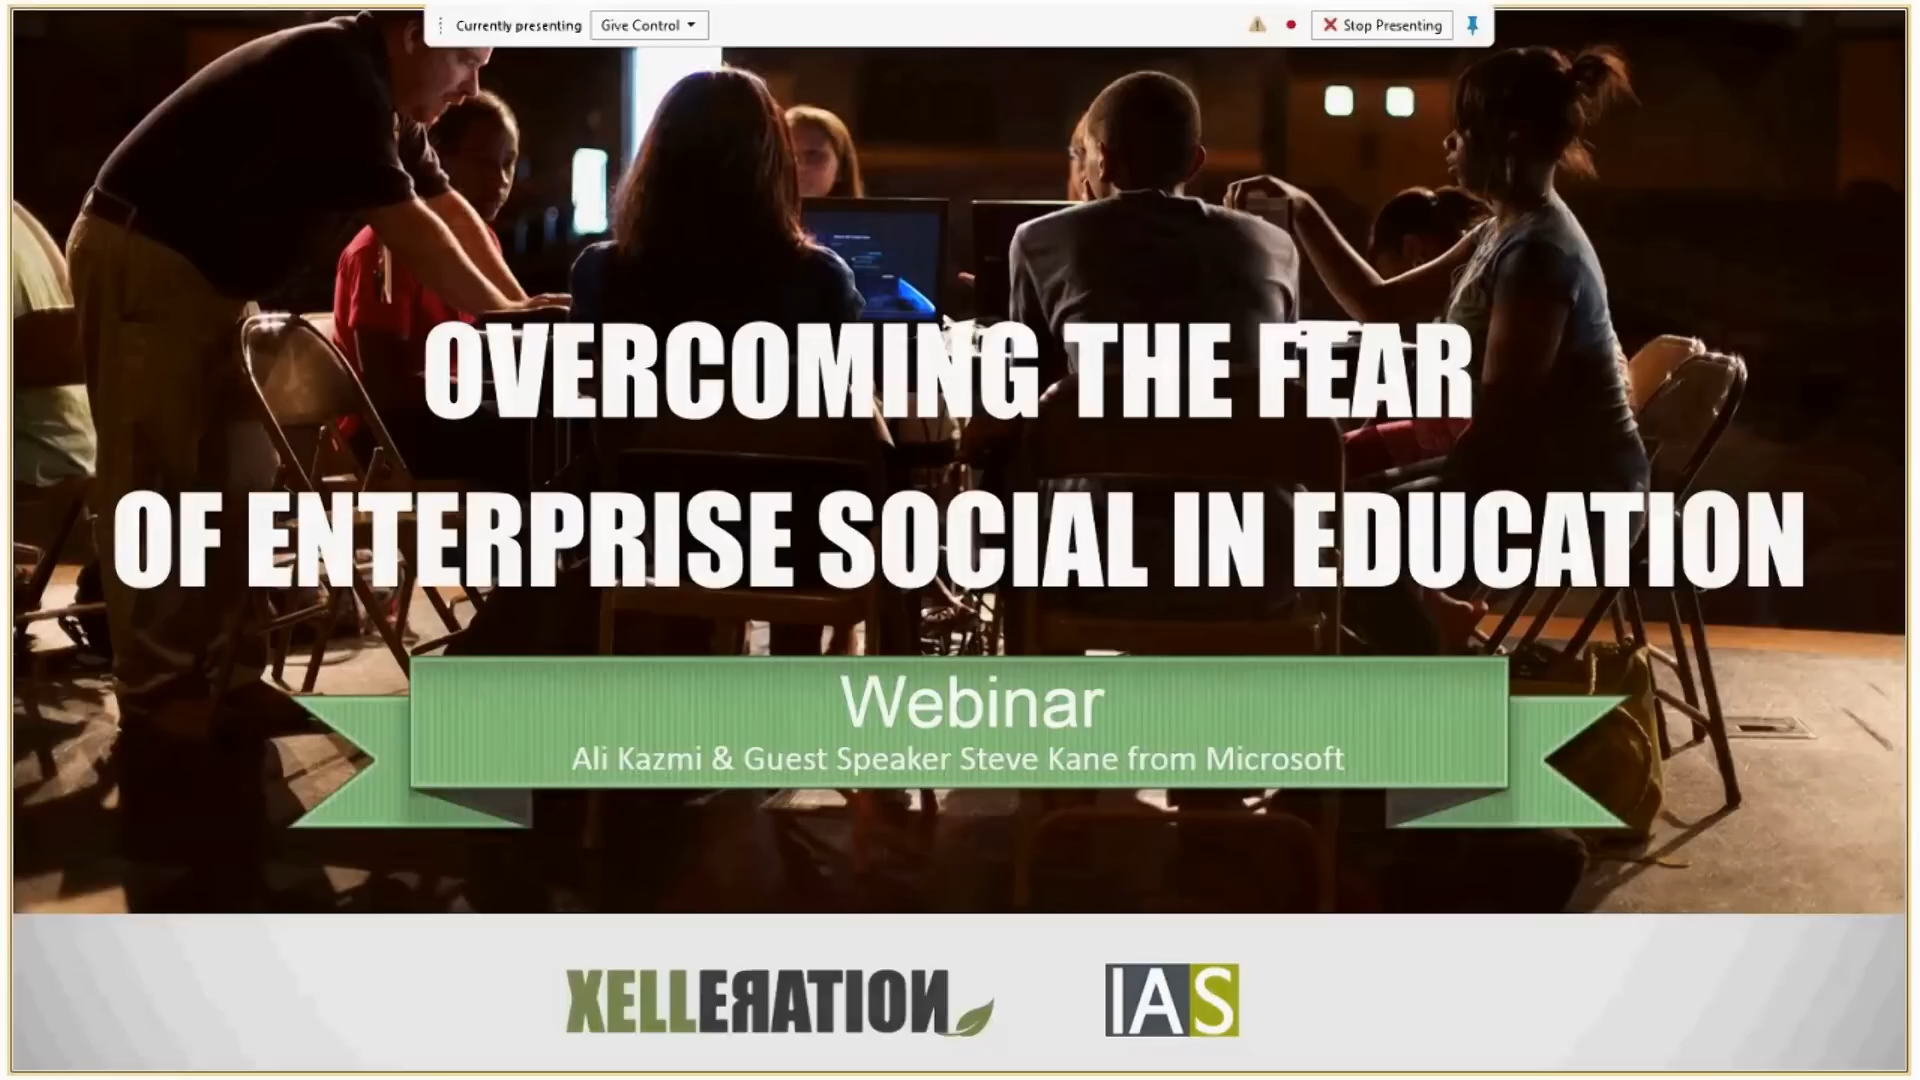 Currently presenting Give Control Stop Presenting
OVERCOMING THE FEAR
OF ENTERPRISE SOCIAL IN EDUCATION
Webinar
Ali Kazmi & Guest Speaker Steve Kane from Microsoft
XELLEЯATIOИ IAS